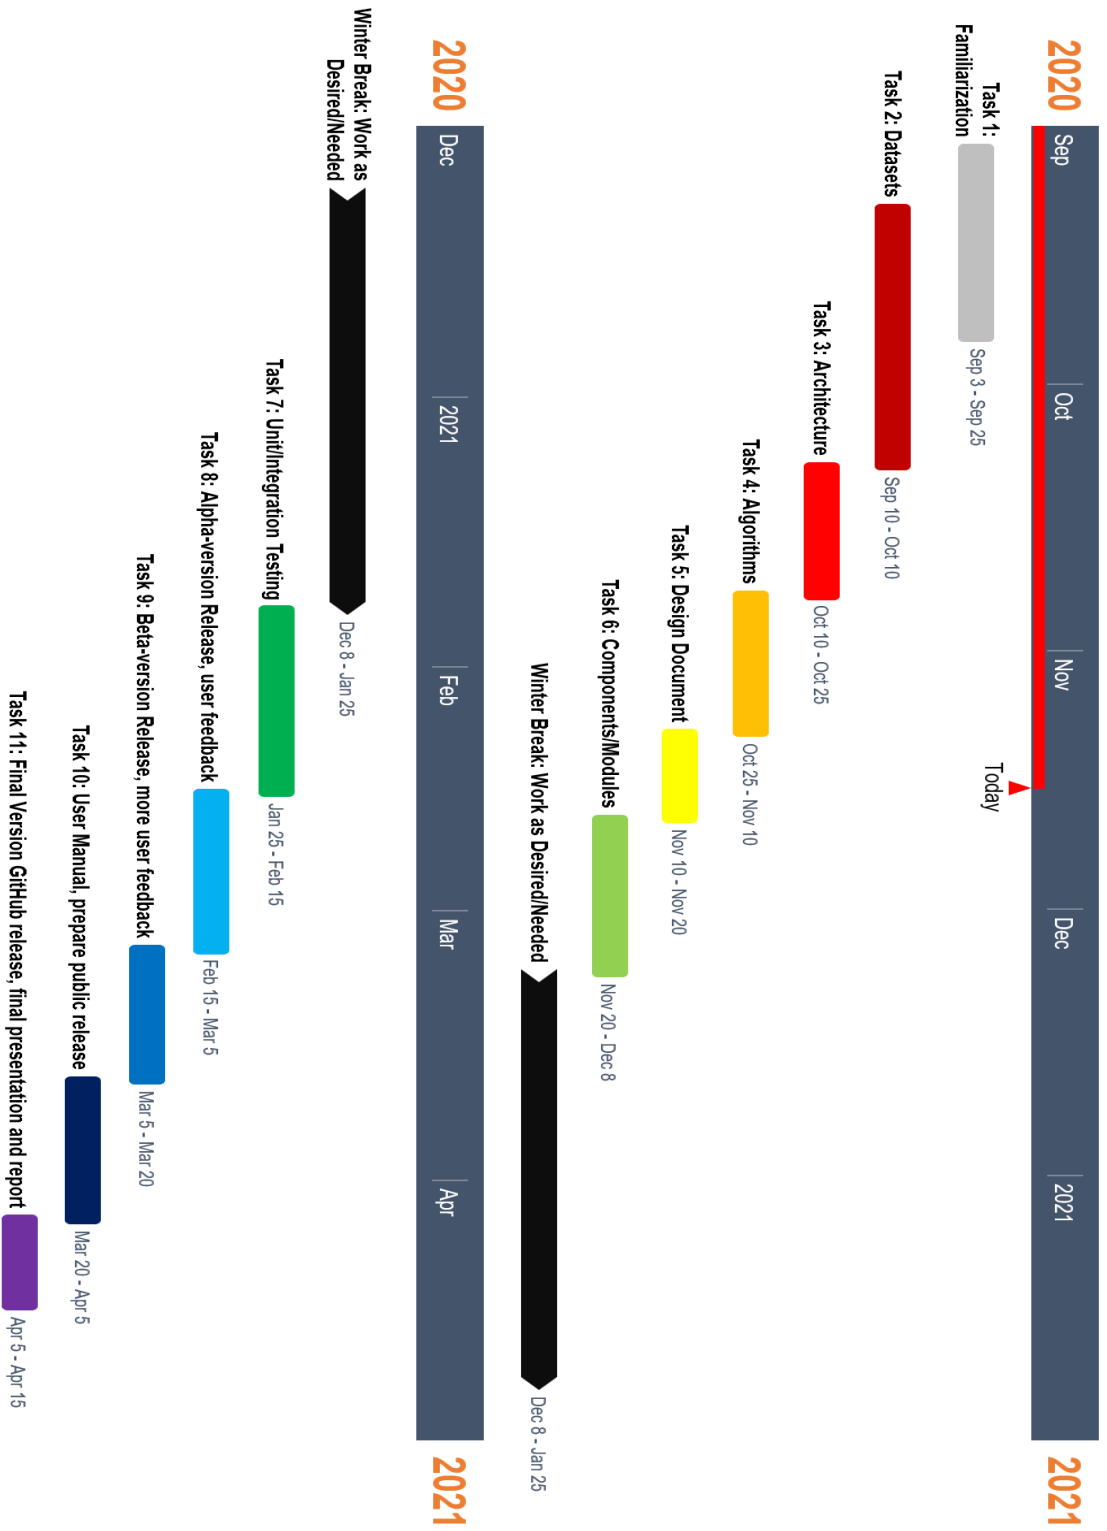 2020
Sep
Oct
Nov
Dec
2021
2021
Today
Task 1:
Familiarization
Sep 3 - Sep 25
Task 2: Datasets
Sep 10 - Oct 10
Task 3: Architecture
Oct 10 - Oct 25
Task 4: Algorithms
Oct 25 - Nov 10
Task 5: Design Document
Nov 10 - Nov 20
Task 6: Components/Modules
Nov 20 - Dec 8
Winter Break: Work as Desired/Needed
Dec 8 - Jan 25
2020
Dec
2021
Feb
Mar
Apr
2021
Winter Break: Work as
Desired/Needed
Dec 8 - Jan 25
Task 7: Unit/Integration Testing
Jan 25 - Feb 15
Task 8: Alpha-version Release, user feedback
Feb 15 - Mar 5
Task 9: Beta-version Release, more user feedback
Mar 5 - Mar 20
Task 10: User Manual, prepare public release
Mar 20 - Apr 5
Task 11: Final Version GitHub release, final presentation and report
Apr 5 - Apr 15